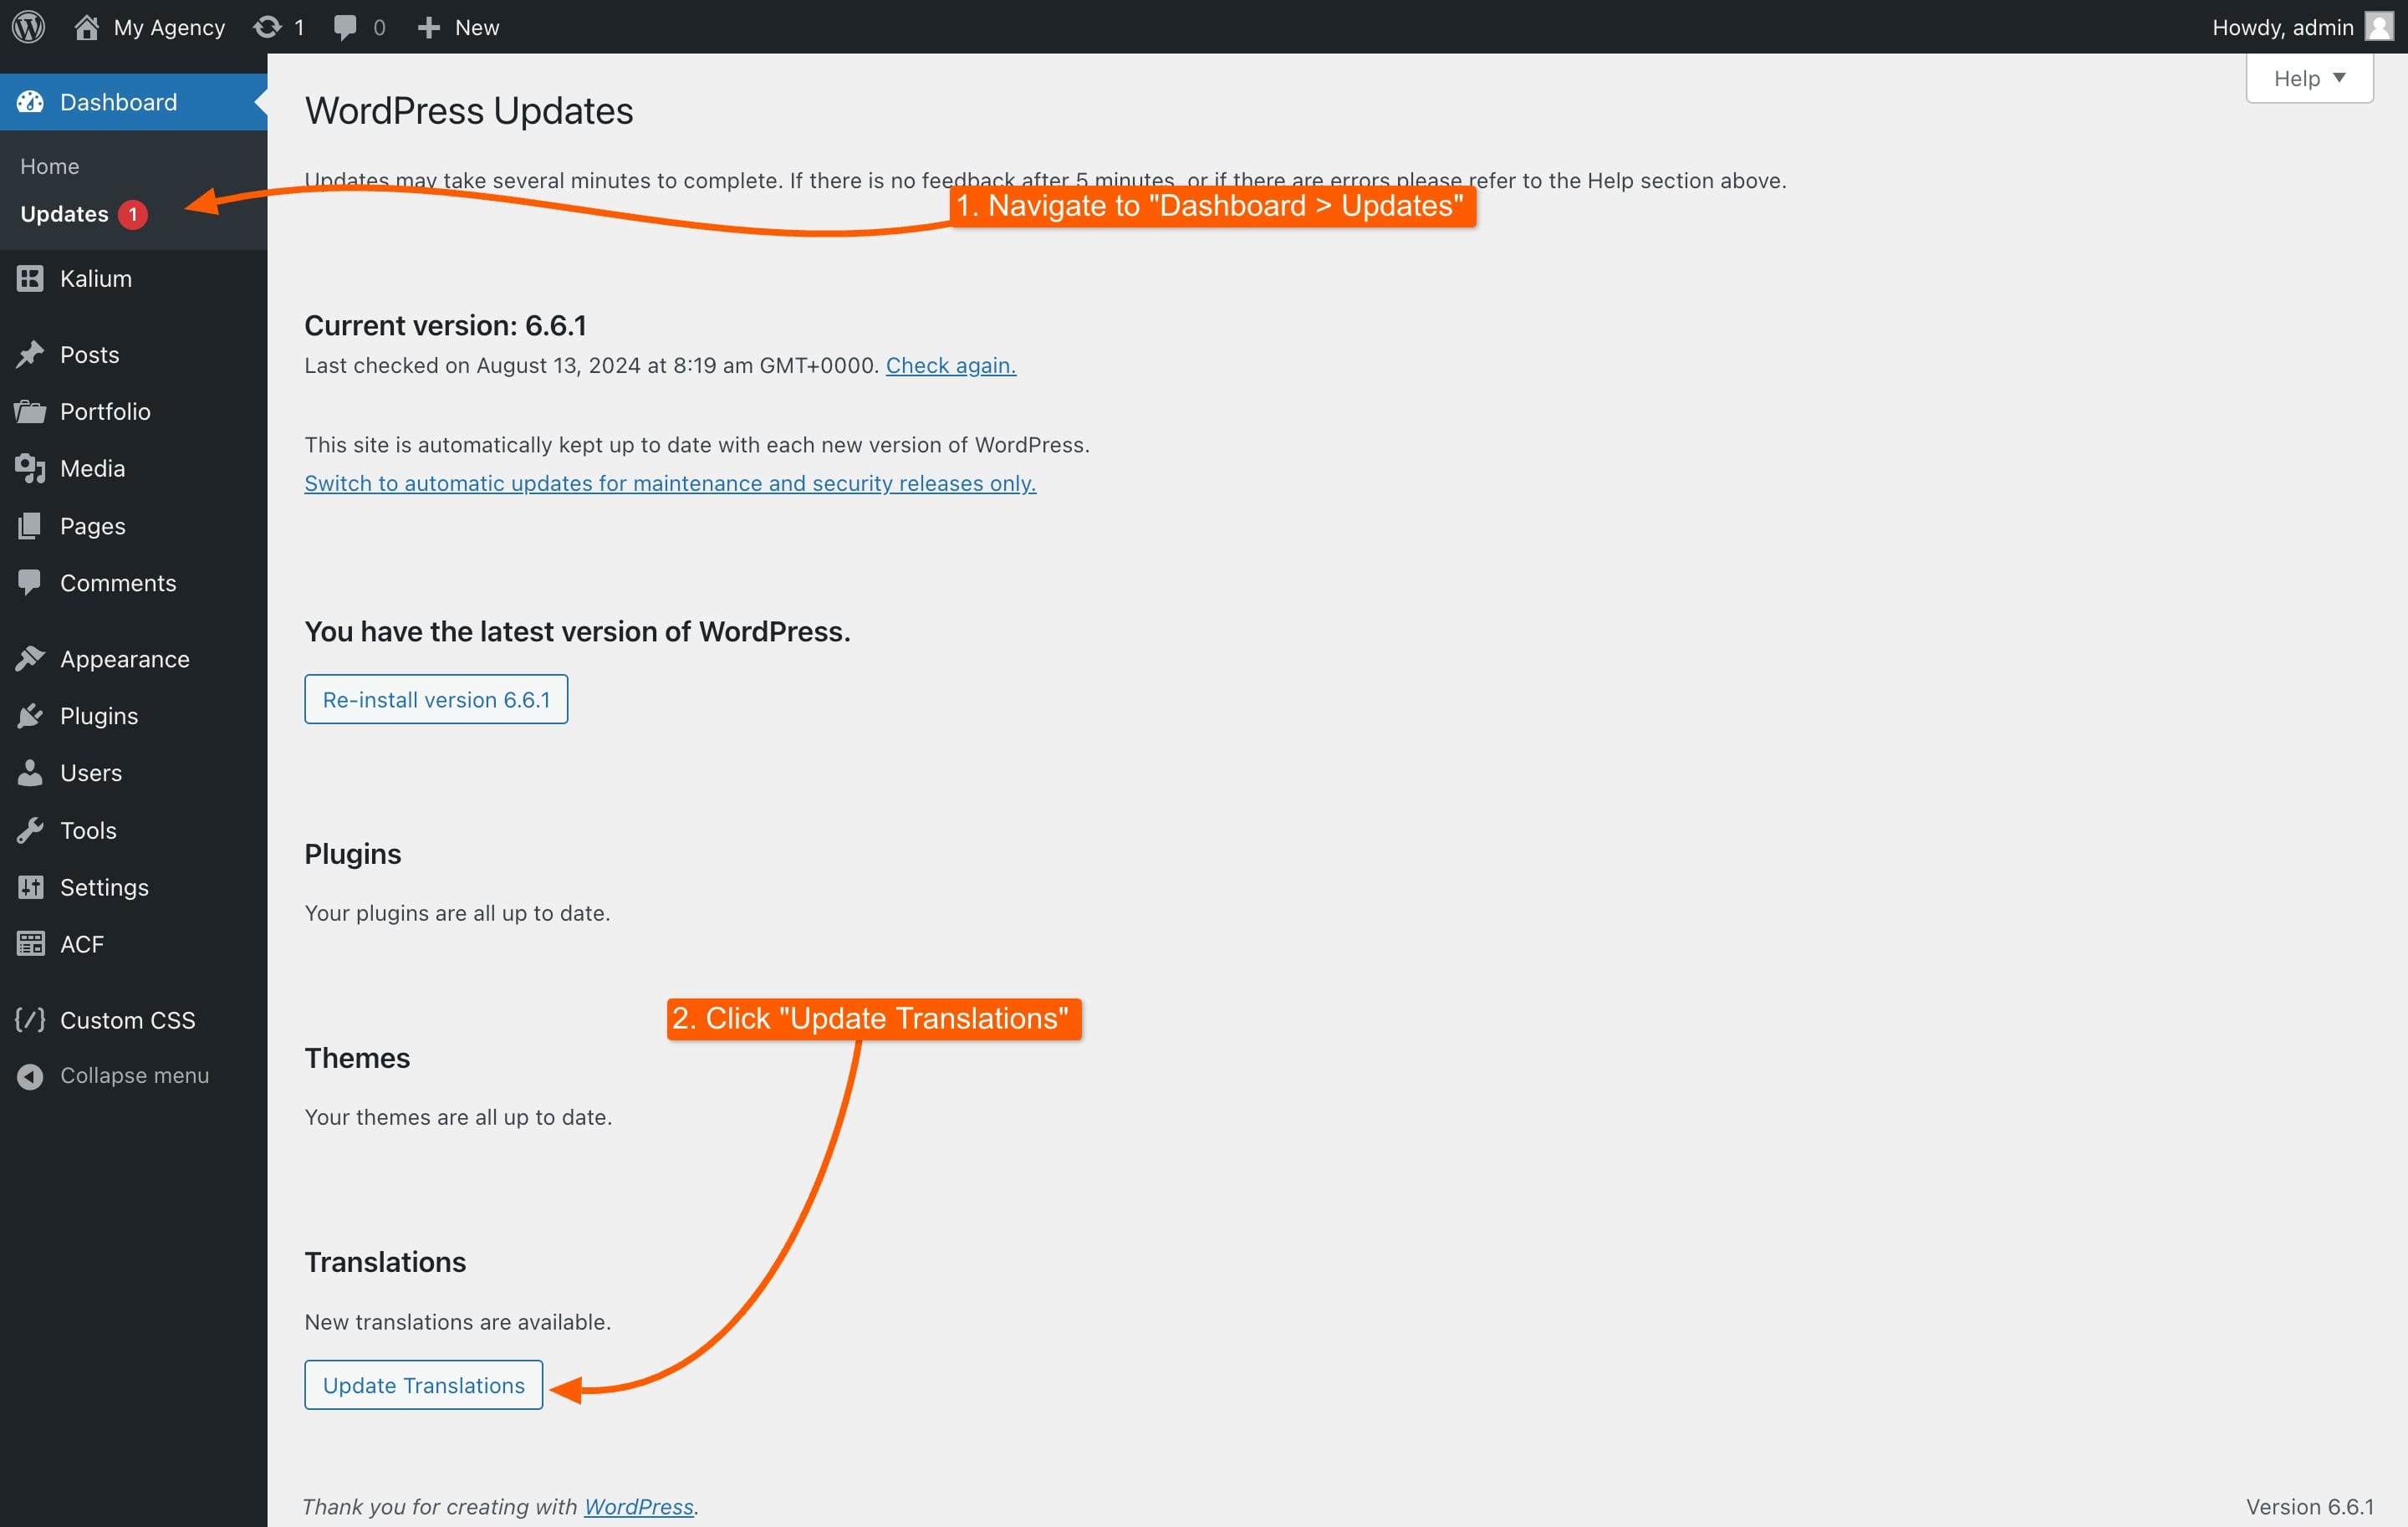 My Agency 1 0 New Howdy, admin
Dashboard
Home
Updates 1
Kalium
Posts
Portfolio
Media
Pages
Comments
Appearance
Plugins
Users
Tools
Settings
ACF
Custom CSS
Collapse menu
Help
WordPress Updates
Updates may take several minutes to complete. If there is no feedback after 5 minutes, or if there are errors please refer to the Help section above.
1. Navigate to "Dashboard > Updates"
Current version: 6.6.1
Last checked on August 13, 2024 at 8:19 am GMT+0000. Check again.
This site is automatically kept up to date with each new version of WordPress.
Switch to automatic updates for maintenance and security releases only.
You have the latest version of WordPress.
Re-install version 6.6.1
Plugins
Your plugins are all up to date.
2. Click "Update Translations"
Themes
Your themes are all up to date.
Translations
New translations are available.
Update Translations
Thank you for creating with WordPress.
Version 6.6.1